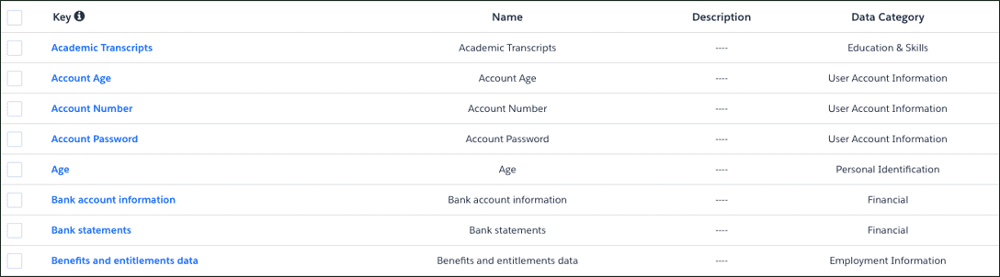 Key Name Description Data Category
Academic Transcripts Academic Transcripts ---- Education & Skills
Account Age Account Age ---- User Account Information
Account Number Account Number ---- User Account Information
Account Password Account Password ---- User Account Information
Age Age ---- Personal Identification
Bank account information Bank account information ---- Financial
Bank statements Bank statements ---- Financial
Benefits and entitlements data Benefits and entitlements data ---- Employment Information